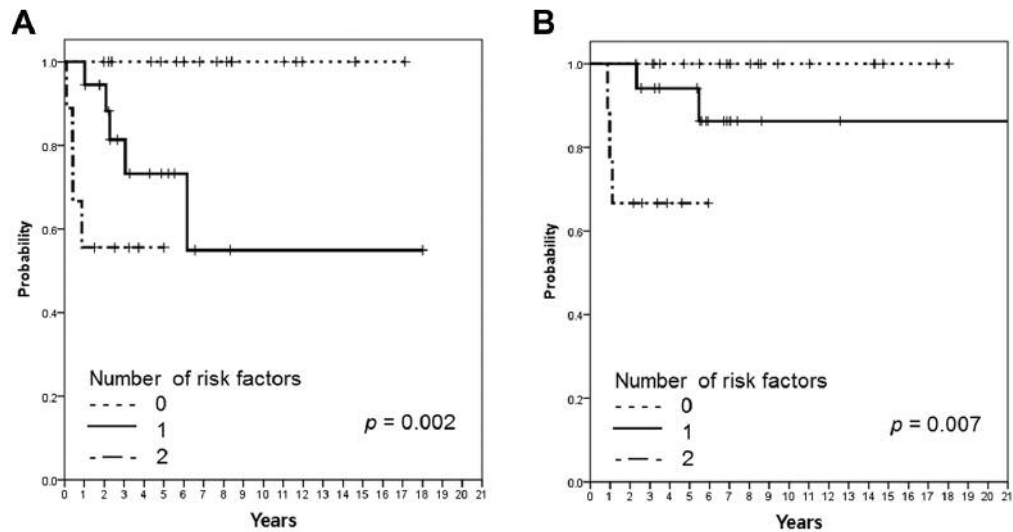 A
Probability
1.0
0.8
0.6
0.4
0.2
0.0
Number of risk factors
0
1
2
p = 0.002
0 1 2 3 4 5 6 7 8 9 10 11 12 13 14 15 16 17 18 19 20 21
Years
B
Probability
1.0
0.8
0.6
0.4
0.2
0.0
Number of risk factors
0
1
2
p = 0.007
0 1 2 3 4 5 6 7 8 9 10 11 12 13 14 15 16 17 18 19 20 21
Years